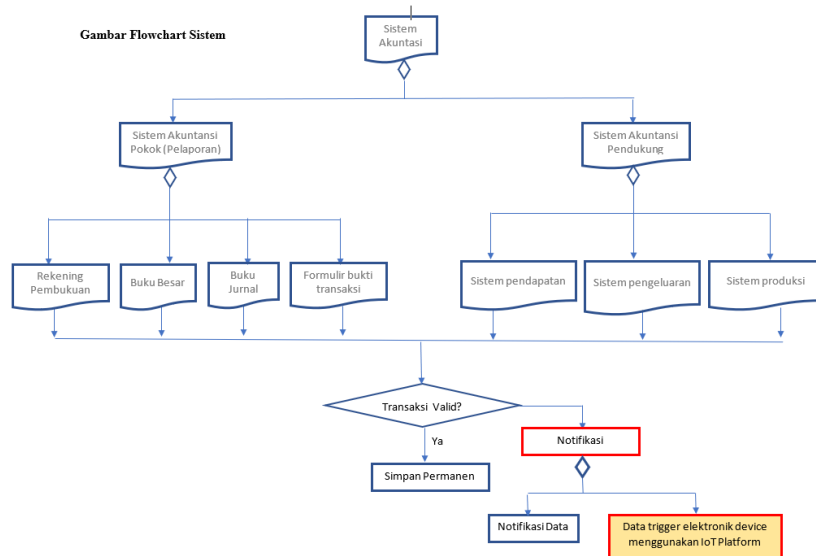 Gambar Flowchart Sistem
Sistem
Akuntasi
Sistem Akuntansi
Pokok (Pelaporan)
Sistem Akuntansi
Pendukung
Rekening
Pembukuan
Buku Besar
Buku
Jurnal
Formulir bukti
transaksi
Sistem pendapatan
Sistem pengeluaran
Sistem produksi
Transaksi Valid?
Ya
Notifikasi
Simpan Permanen
Notifikasi Data
Data trigger elektronik device
menggunakan IoT Platform